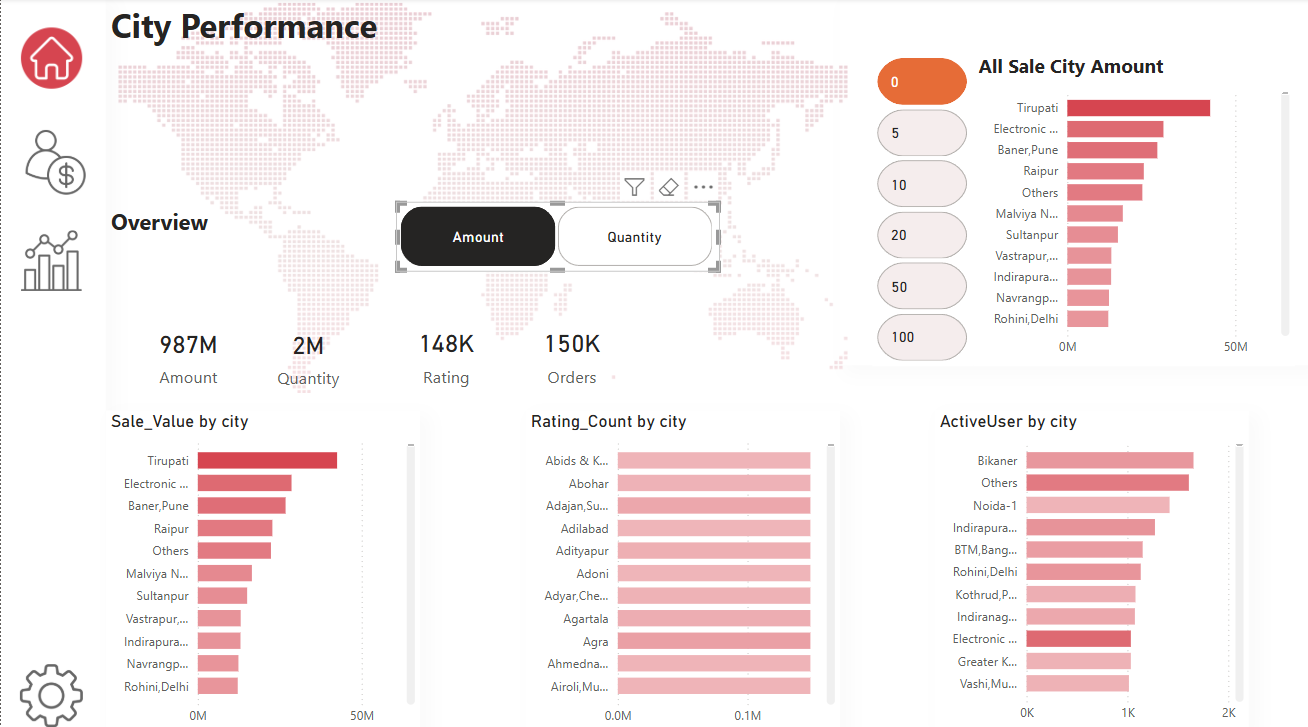 City Performance
Overview
Amount
Quantity
987M
Amount
2M
Quantity
148K
Rating
150K
Orders
0
5
10
20
50
100
All Sale City Amount
Tirupati
Electronic ...
Baner,Pune
Raipur
Others
Malviya N...
Sultanpur
Vastrapur,...
Indirapura...
Navrangp...
Rohini,Delhi
0M
50M
Sale_Value by city
Tirupati
Electronic ...
Baner,Pune
Raipur
Others
Malviya N...
Sultanpur
Vastrapur,...
Indirapura...
Navrangp...
Rohini,Delhi
0M
50M
Rating_Count by city
Abids & K...
Abohar
Adajan,Su...
Adilabad
Adityapur
Adoni
Adyar,Che...
Agartala
Agra
Ahmedna...
Airoli,Mu...
0.0M
0.1M
ActiveUser by city
Bikaner
Others
Noida-1
Indirapura...
BTM,Bang...
Rohini,Delhi
Kothrud,P...
Indiranag...
Electronic ...
Greater K...
Vashi,Mu...
0K
1K
2K